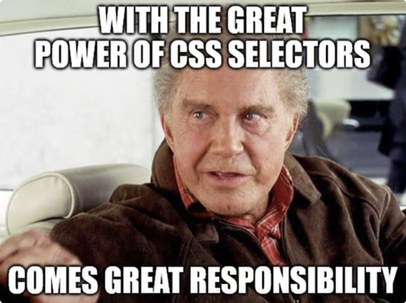 WITH THE GREAT
POWER OF CSS SELECTORS
COMES GREAT RESPONSIBILITY